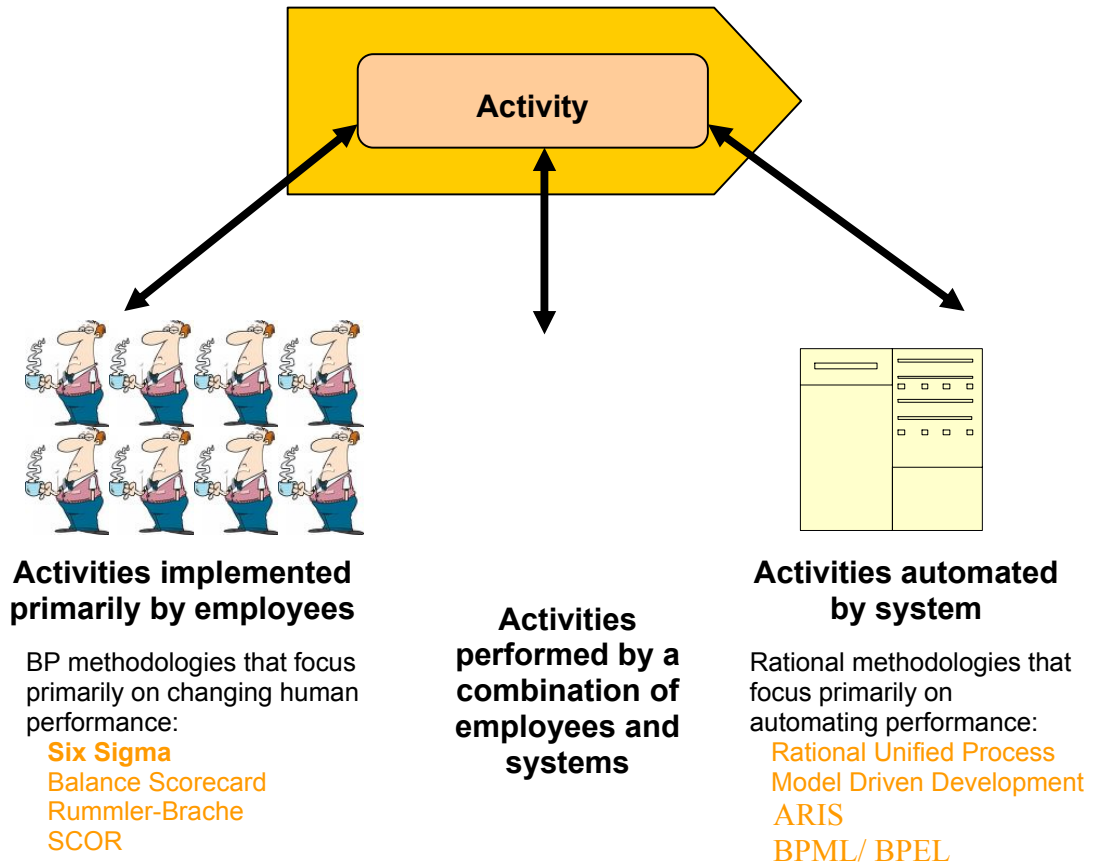 Activity
Activities implemented
primarily by employees
BP methodologies that focus
primarily on changing human
performance:
Six Sigma
Balance Scorecard
Rummler-Brache
SCOR
Activities
performed by a
combination of
employees and
systems
Activities automated
by system
Rational methodologies that
focus primarily on
automating performance:
Rational Unified Process
Model Driven Development
ARIS
BPML/ BPEL